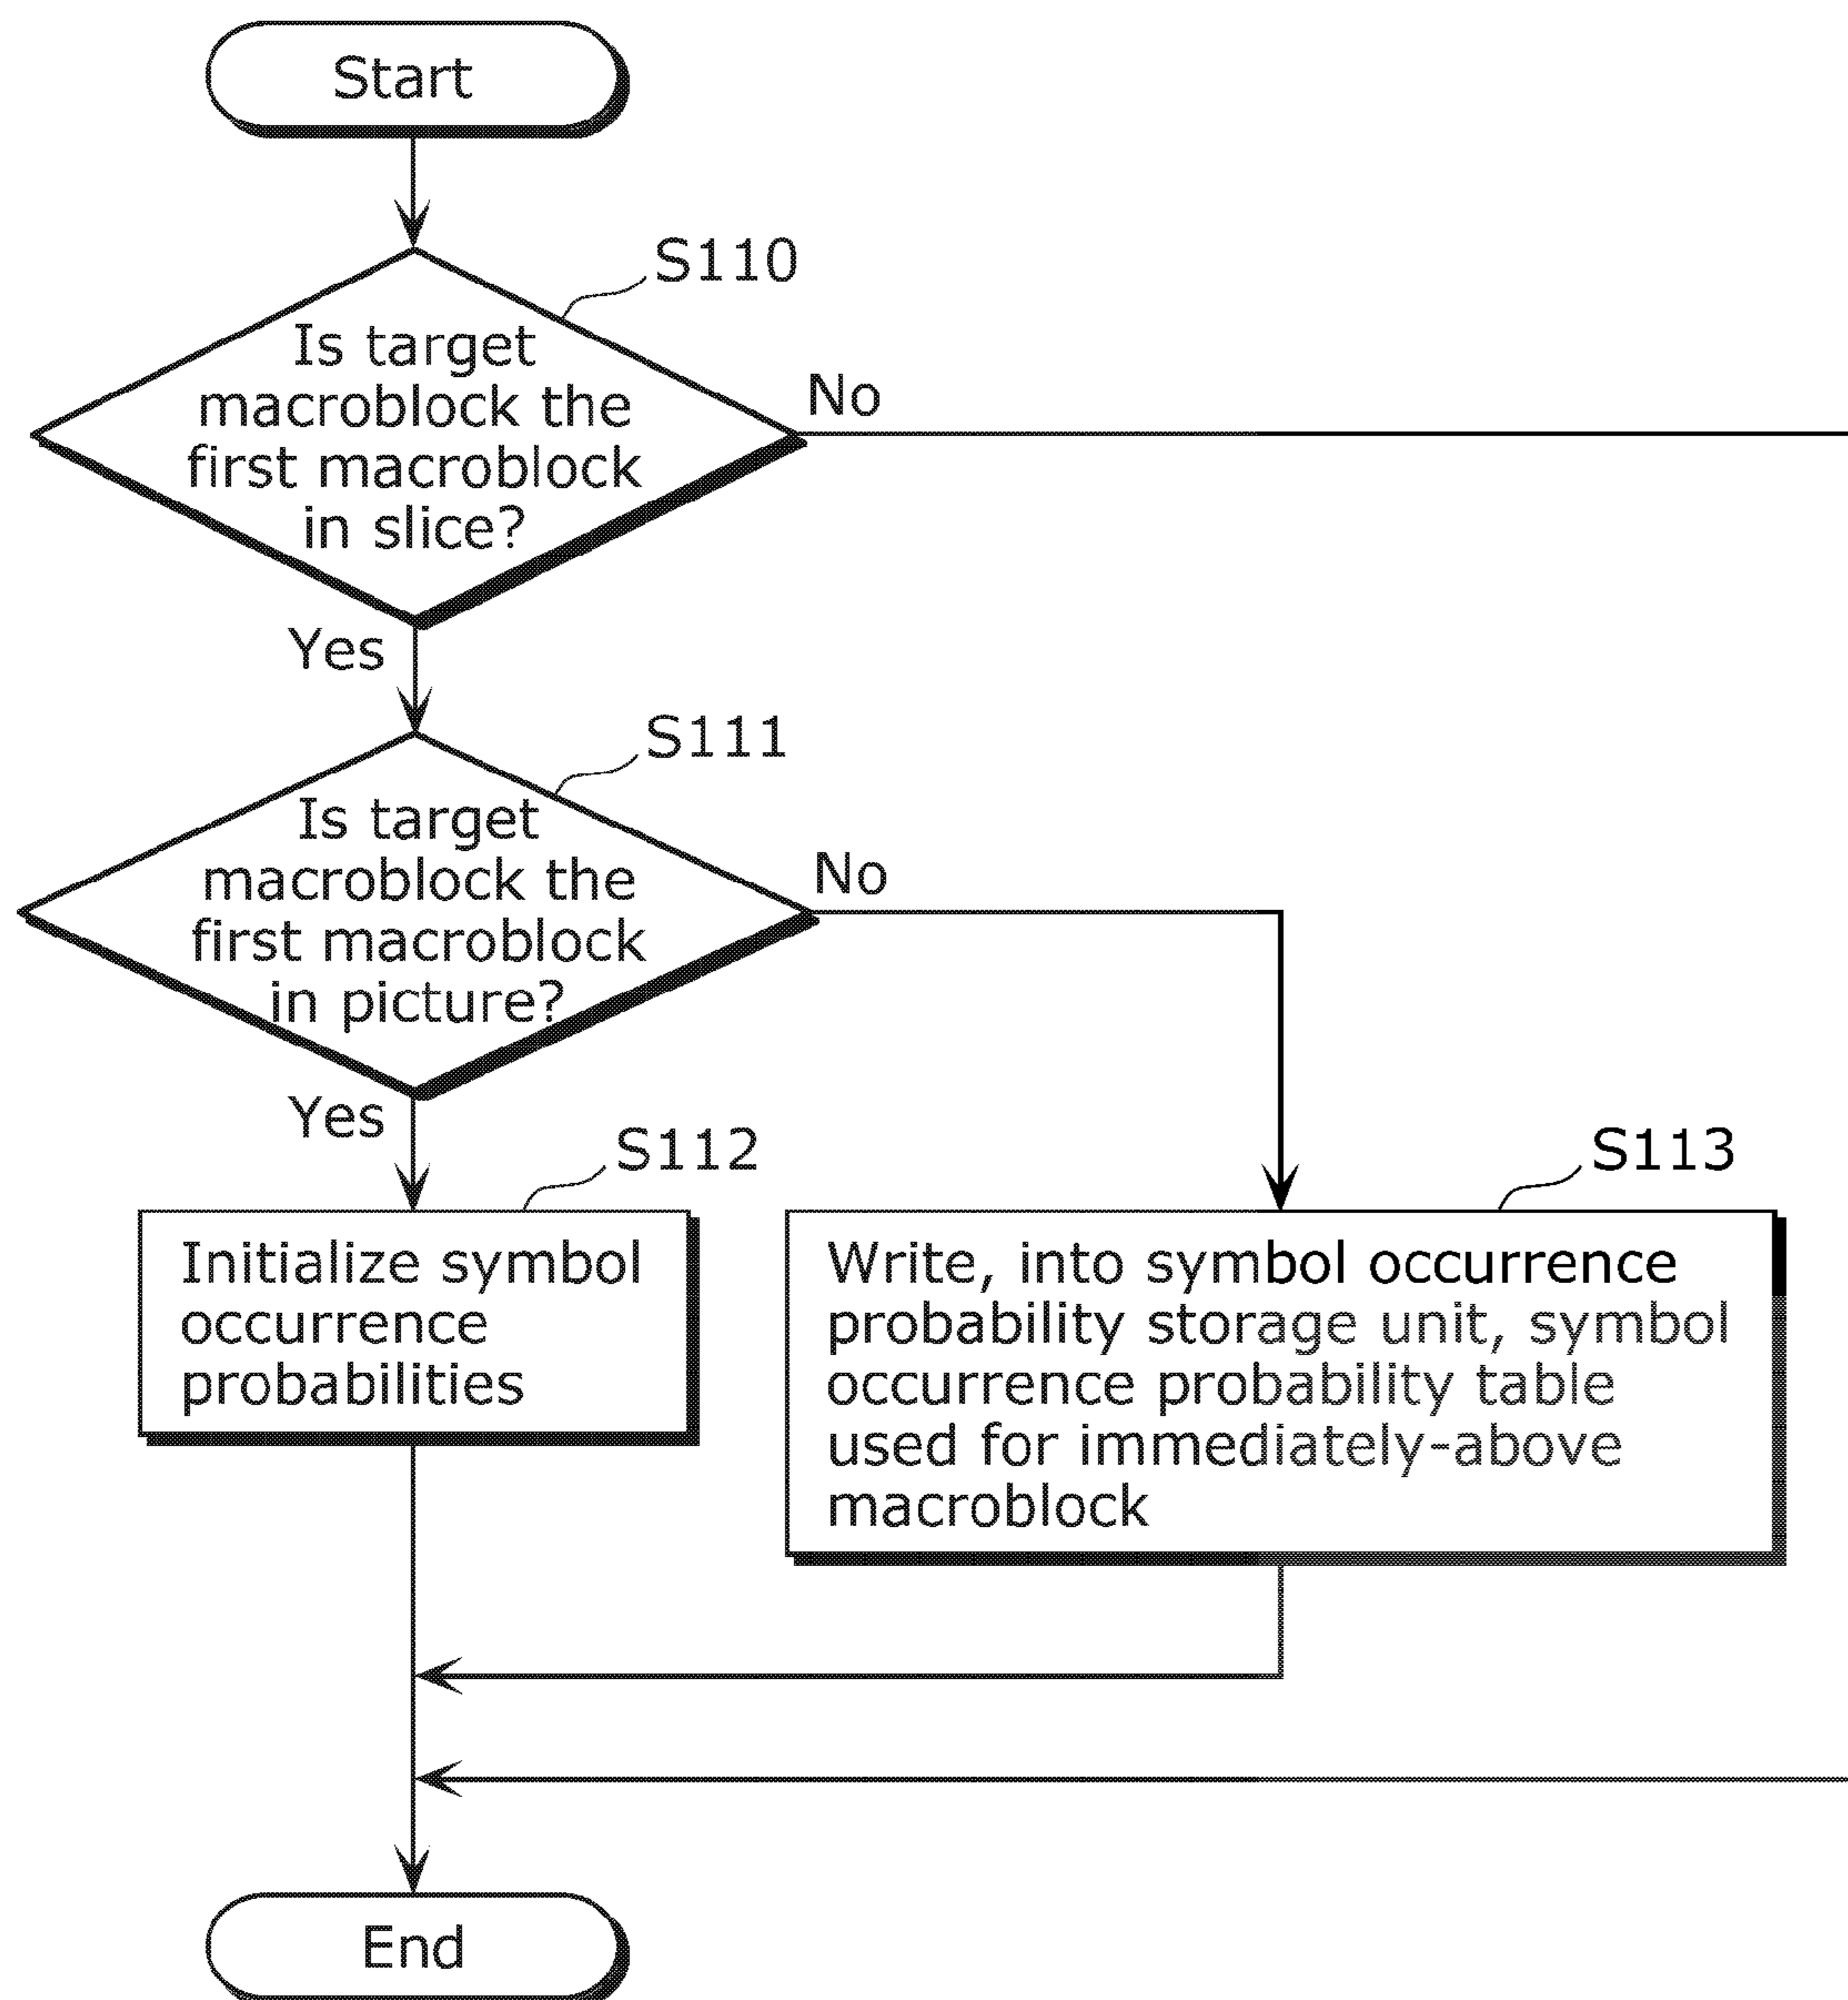 Start
S110
Is target
macroblock the
first macroblock
in slice?
No
Yes
S111
Is target
macroblock the
first macroblock
in picture?
No
Yes
S112
Initialize symbol
occurrence
probabilities
S113
Write, into symbol occurrence
probability storage unit, symbol
occurrence probability table
used for immediately-above
macroblock
End